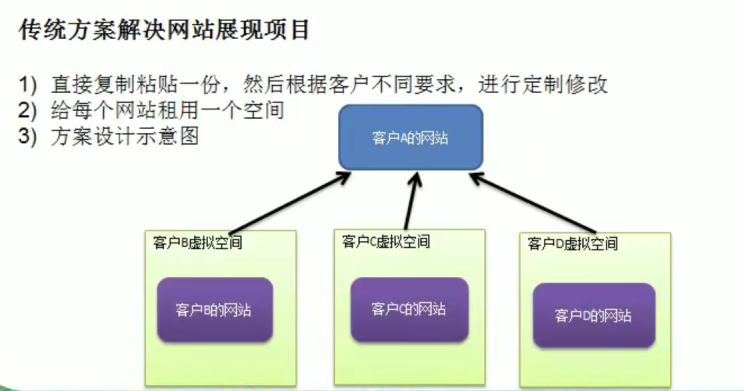 传统方案解决网站展现项目
1) 直接复制粘贴一份，然后根据客户不同要求，进行定制修改
2) 给每个网站租用一个空间
3) 方案设计示意图
客户A的网站
客户B虚拟空间
客户C虚拟空间
客户D虚拟空间
客户B的网站
客户C的网站
客户D的网站